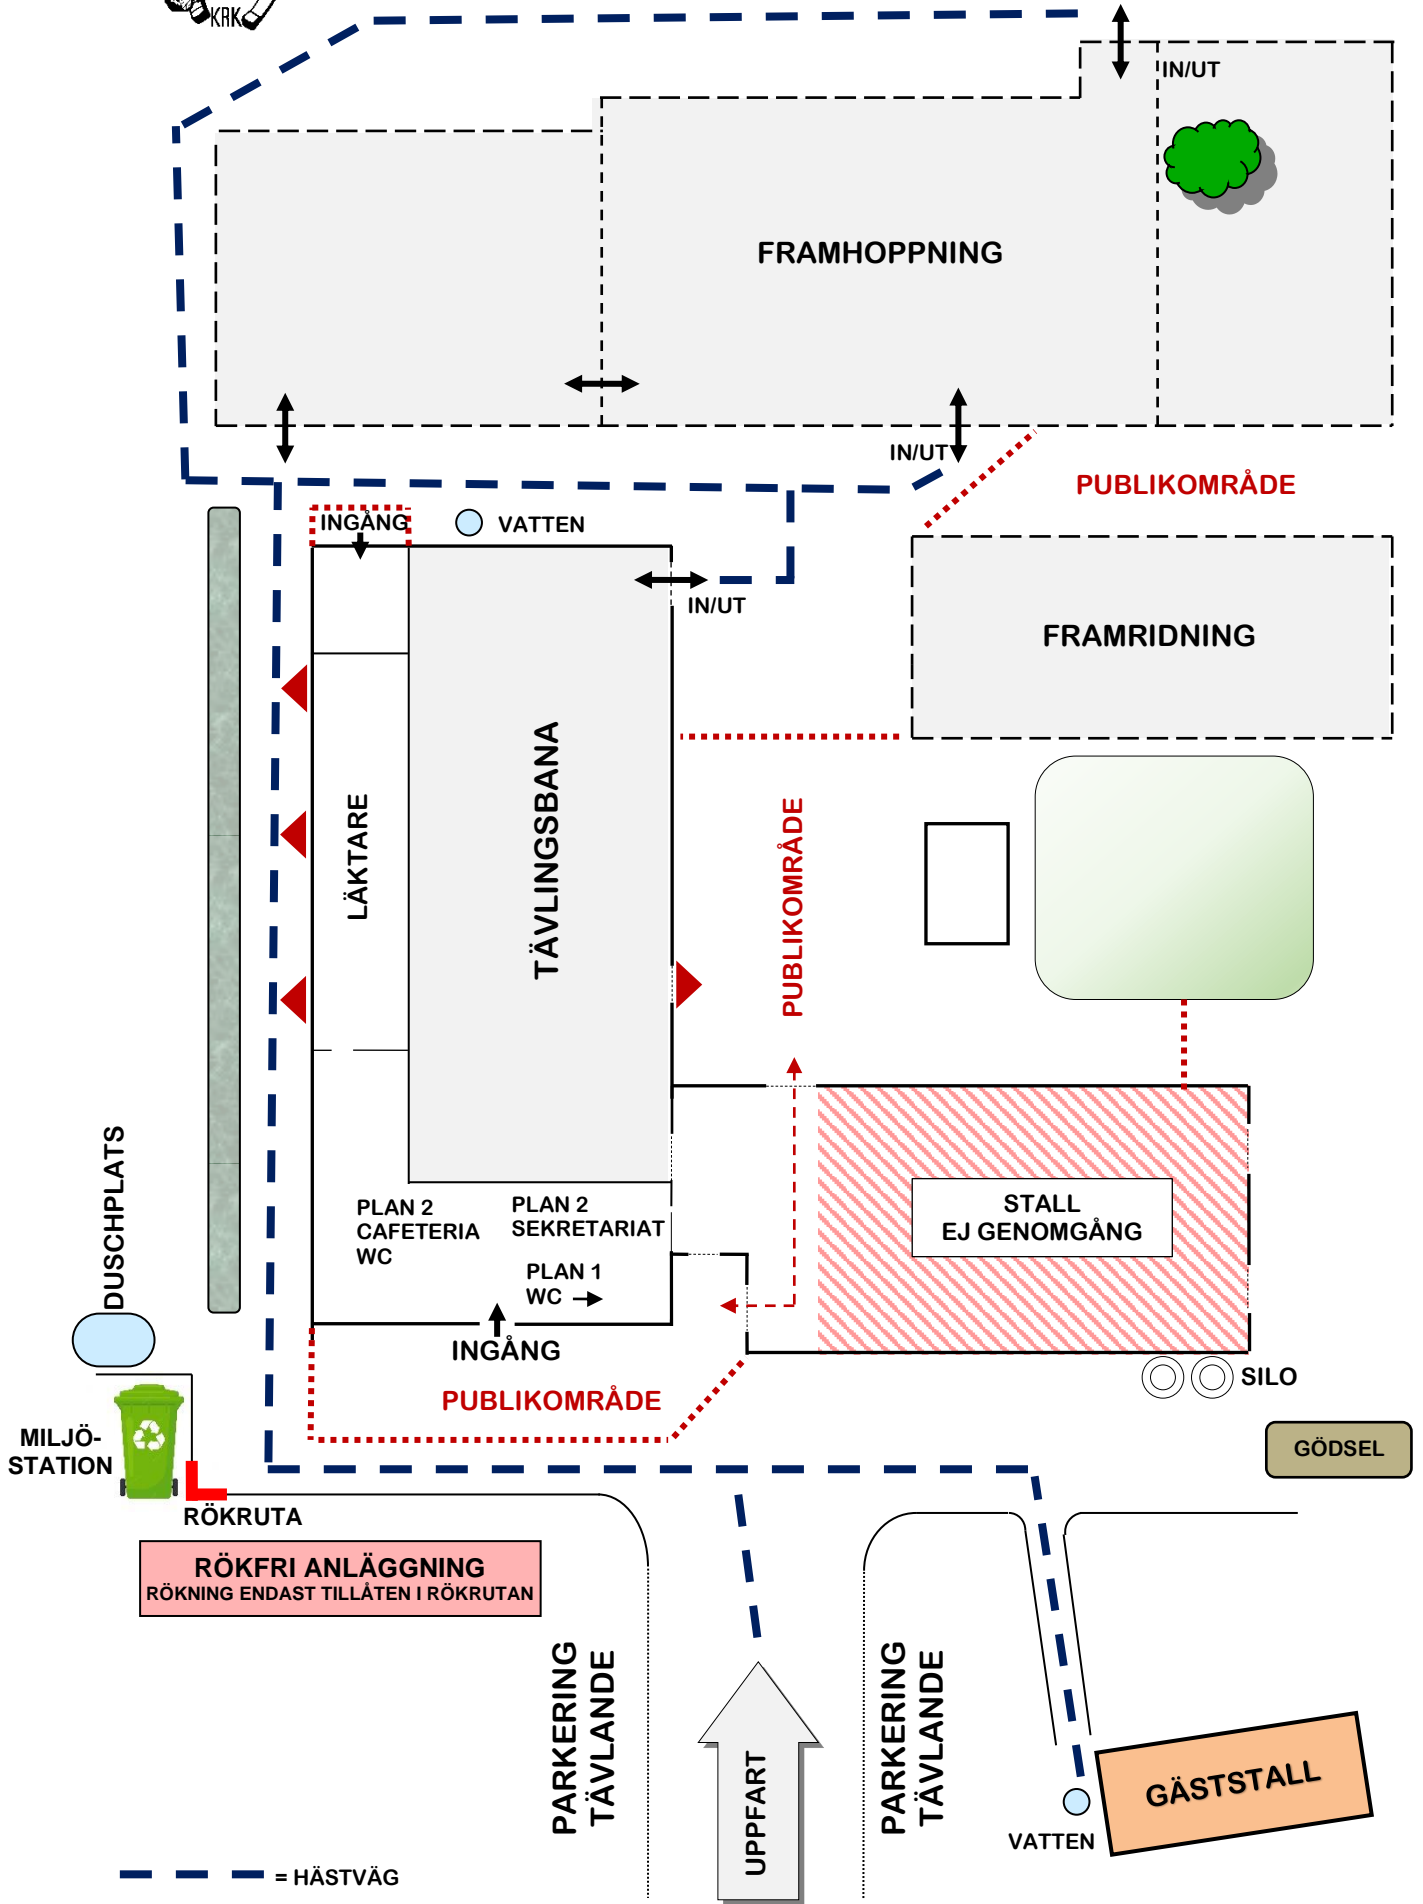 KRK
IN/UT
FRAMHOPPNING
IN/UT
PUBLIKOMRÅDE
INGÅNG
VATTEN
IN/UT
FRAMRIDNING
LÄKTARE
TÄVLINGSBANA
PUBLIKOMRÅDE
DUSCHPLATS
PLAN 2
CAFETERIA
WC
PLAN 2
SEKRETARIAT
PLAN 1
WC
STALL
EJ GENOMGÅNG
INGÅNG
PUBLIKOMRÅDE
SILO
MILJÖ-
STATION
GÖDSEL
RÖKRUTA
RÖKFRI ANLÄGGNING
RÖKNING ENDAST TILLÅTEN I RÖKRUTAN
PARKERING
TÄVLANDE
UPPFART
PARKERING
TÄVLANDE
GÄSTSTALL
VATTEN
= HÄSTVÄG